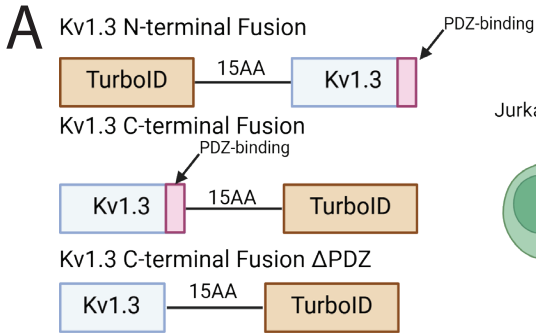 A
Kv1.3 N-terminal Fusion
PDZ-binding
TurboID
15AA
Kv1.3
Kv1.3 C-terminal Fusion
PDZ-binding
Kv1.3
15AA
TurboID
Kv1.3 C-terminal Fusion ΔPDZ
Kv1.3
15AA
TurboID
Jurka